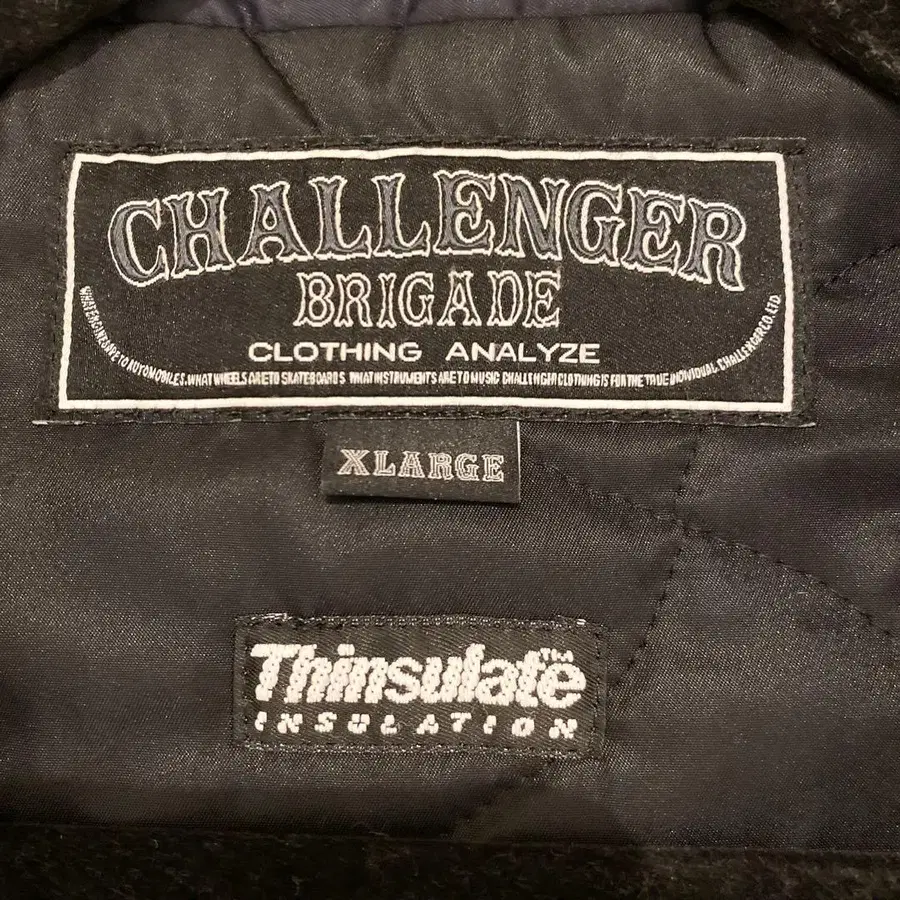 CHALLENGER
BRIGADE
CLOTHING ANALYZE
WHAT ENGINES ARE TO AUTOMOBILES. WHAT WHEELS ARE TO SKATEBOARDS WHAT INSTRUMENTS ARE TO MUSIC CHALLENGER CLOTHING IS FOR THE TRUE INDIVIDUAL. CHALLENGER CO. LTD.
XLARGE
Thinsulate™
INSULATION